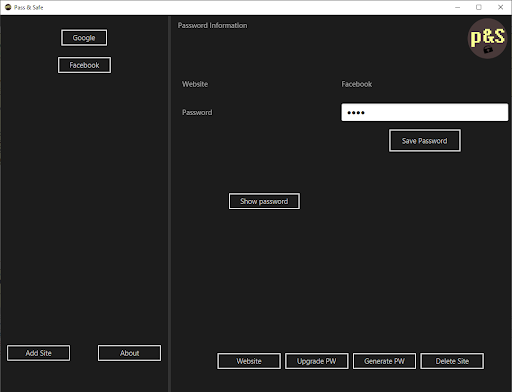 Pass & Safe
Google
Facebook
Add Site
About
Password Information
p&S
Website
Facebook
Password
••••
Save Password
Show password
Website
Upgrade PW
Generate PW
Delete Site